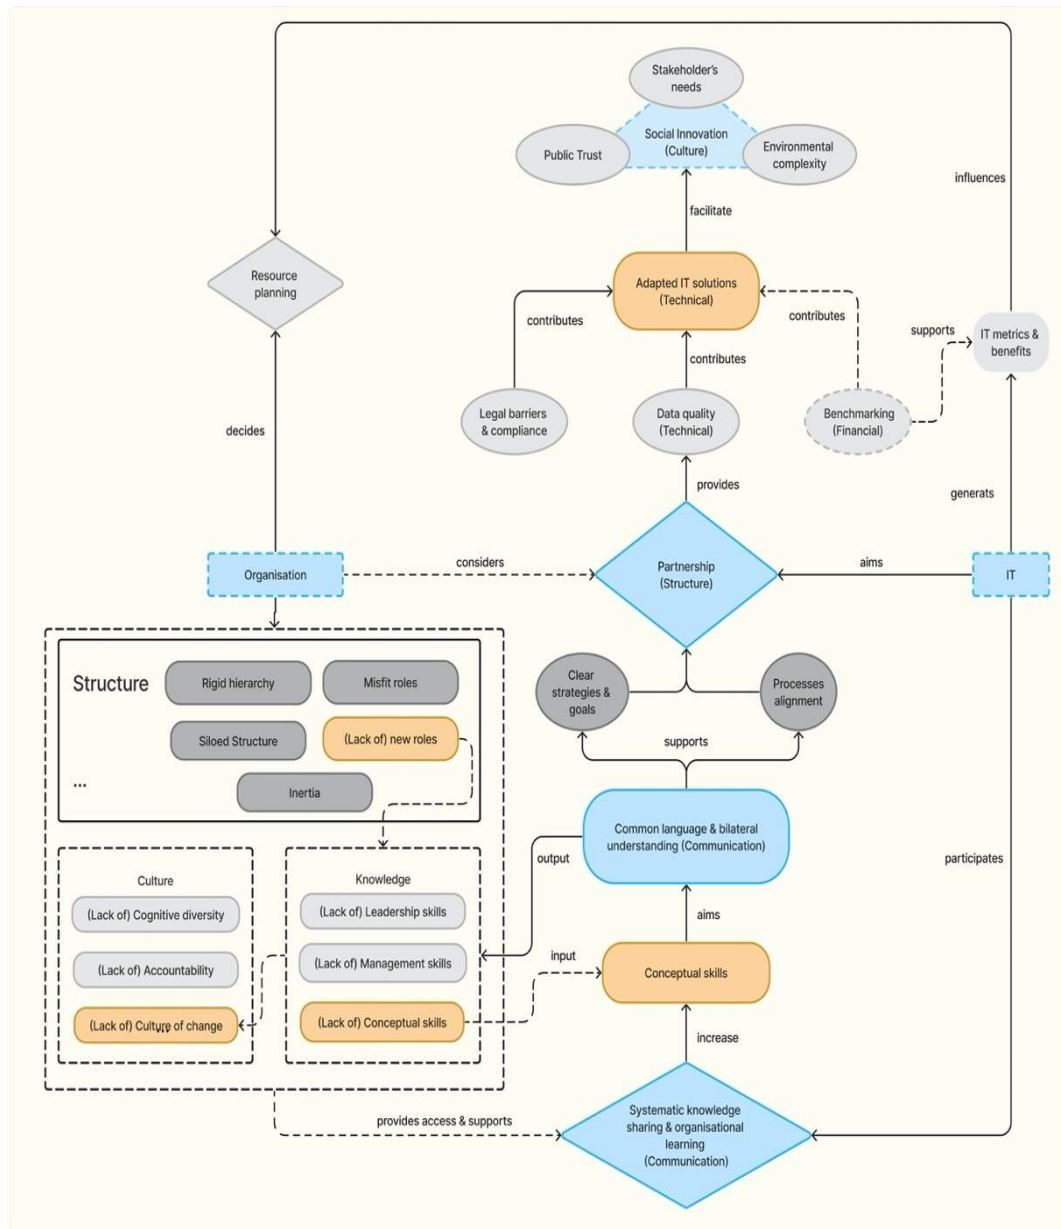 Stakeholder's
needs
Social Innovation
(Culture)
Public Trust
Environmental
complexity
influences
facilitate
Resource
planning
Adapted IT solutions
(Technical)
contributes
contributes
contributes
supports
IT metrics &
benefits
Legal barriers
& compliance
Data quality
(Technical)
Benchmarking
(Financial)
decides
provides
generats
Organisation
considers
Partnership
(Structure)
aims
IT
Structure
Rigid hierarchy
Misfit roles
Siloed Structure
(Lack of) new roles
...
Inertia
Clear
strategies &
goals
Processes
alignment
supports
Common language & bilateral
understanding (Communication)
output
participates
Culture
(Lack of) Cognitive diversity
(Lack of) Accountability
(Lack of) Culture of change
Knowledge
(Lack of) Leadership skills
(Lack of) Management skills
(Lack of) Conceptual skills
aims
input
Conceptual skills
increase
provides access & supports
Systematic knowledge
sharing & organisational
learning
(Communication)